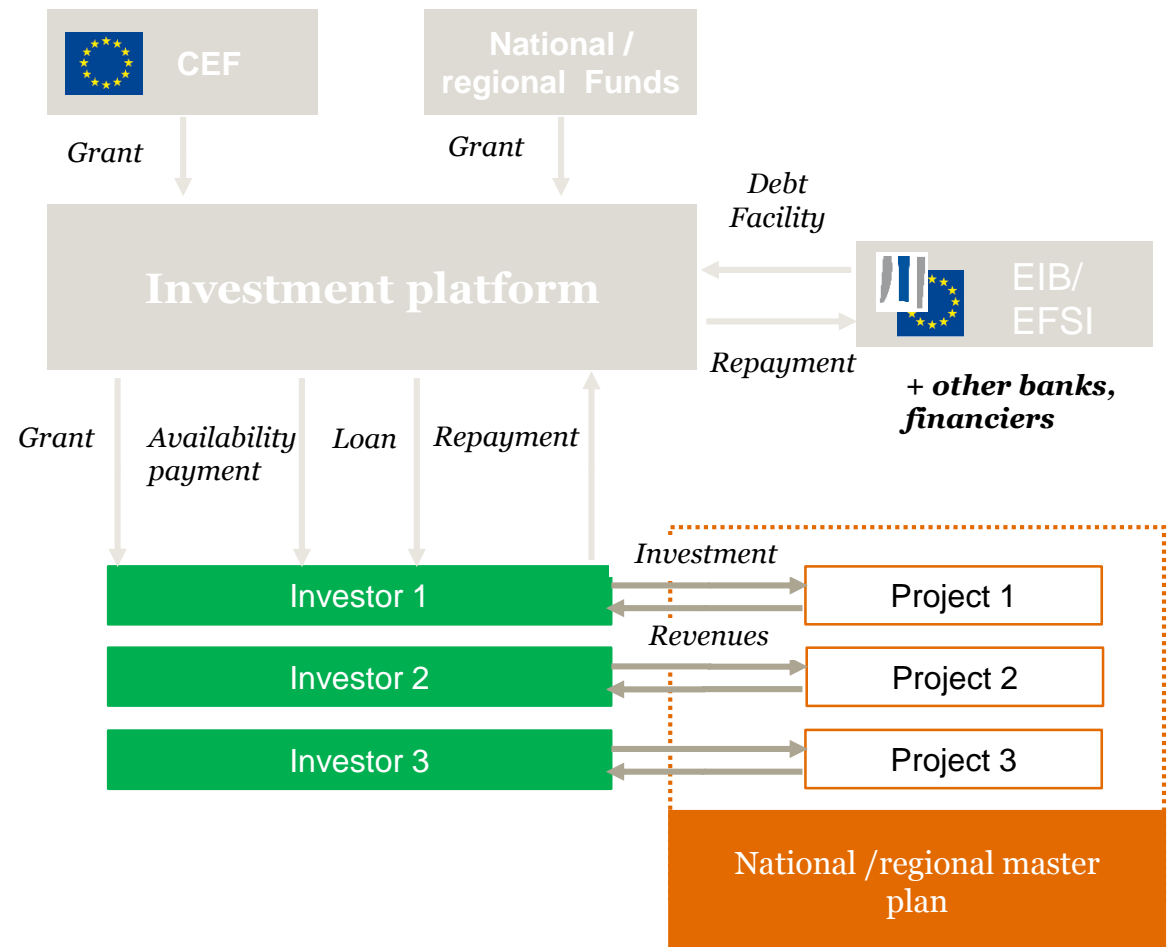 CEF
National /
regional Funds
Grant
Grant
Debt
Facility
Investment platform
EIB/
EFSI
Repayment
+ other banks,
financiers
Grant
Availability
payment
Loan
Repayment
Investment
Investor 1
Project 1
Revenues
Investor 2
Project 2
Investor 3
Project 3
National /regional master
plan